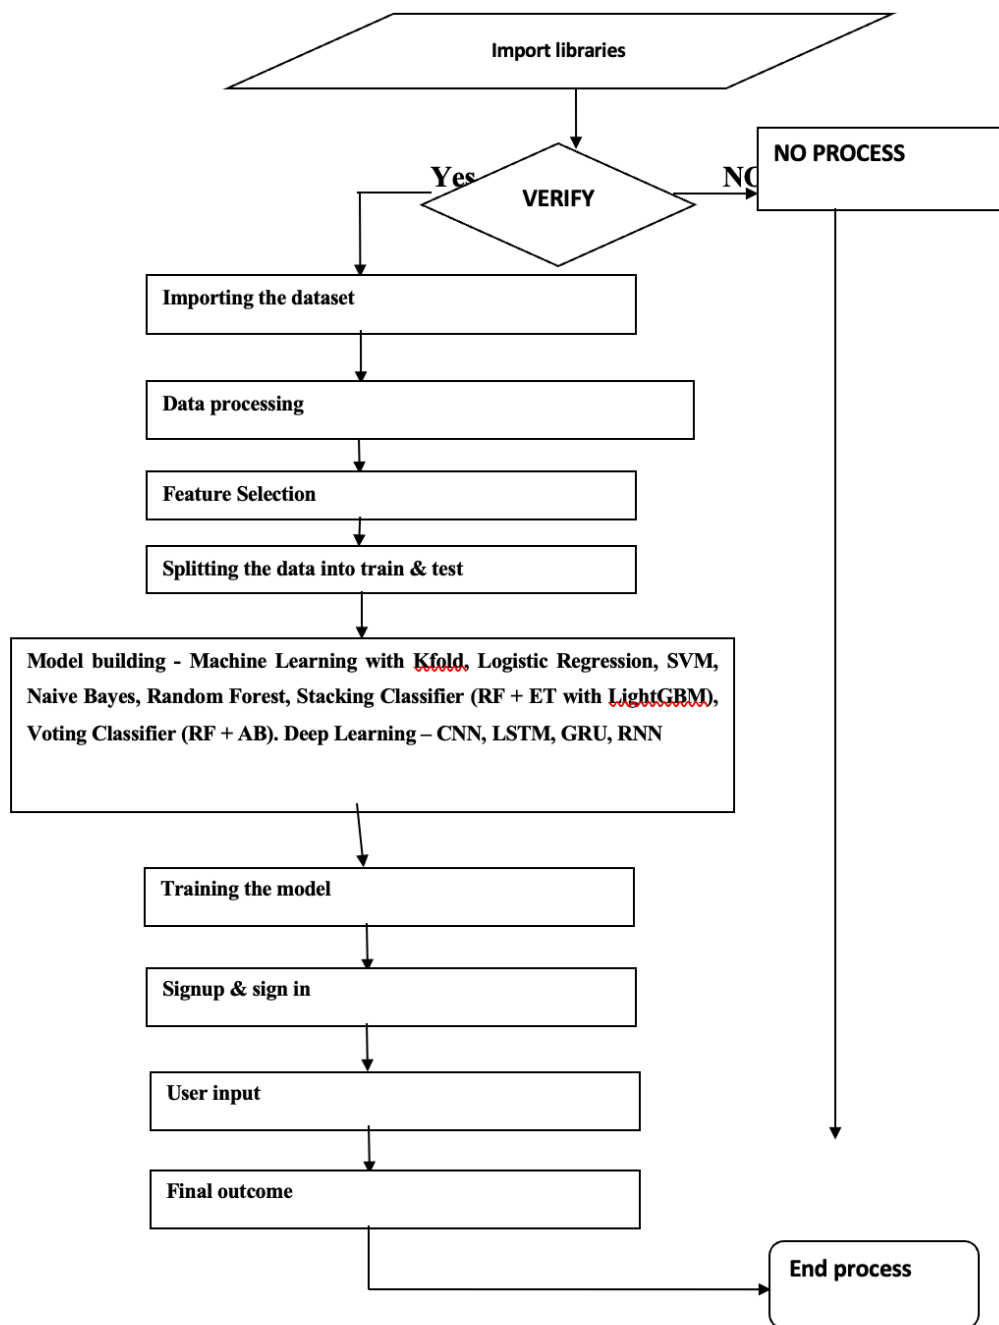 Import libraries
NO PROCESS
Yes
VERIFY
NO
Importing the dataset
Data processing
Feature Selection
Splitting the data into train & test
Model building - Machine Learning with Kfold, Logistic Regression, SVM,
Naive Bayes, Random Forest, Stacking Classifier (RF + ET with LightGBM),
Voting Classifier (RF + AB). Deep Learning – CNN, LSTM, GRU, RNN
Training the model
Signup & sign in
User input
Final outcome
End process